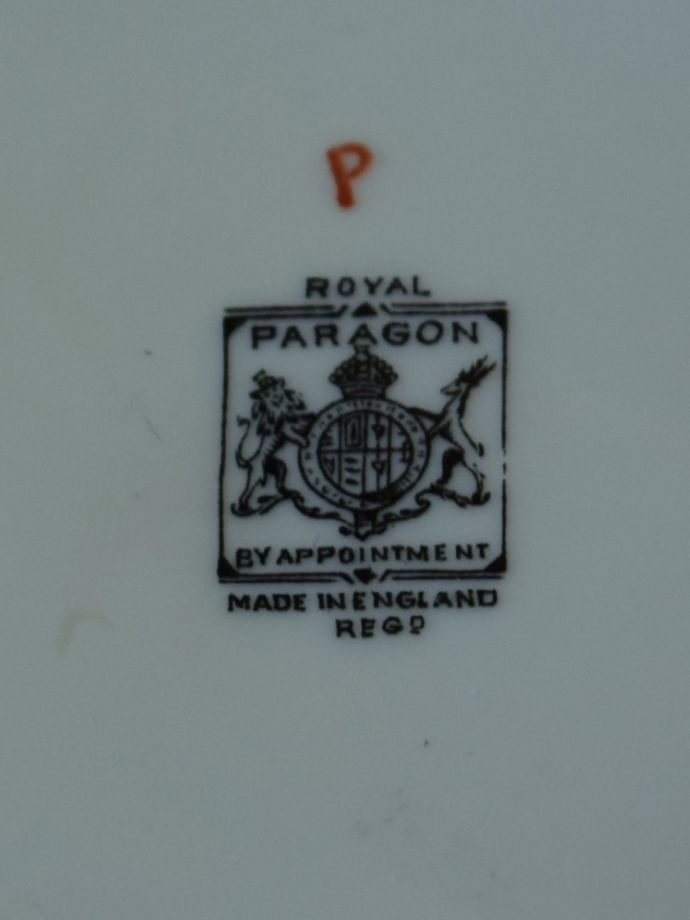 P
ROYAL
PARAGON
BY APPOINTMENT
MADE IN ENGLAND
REGD